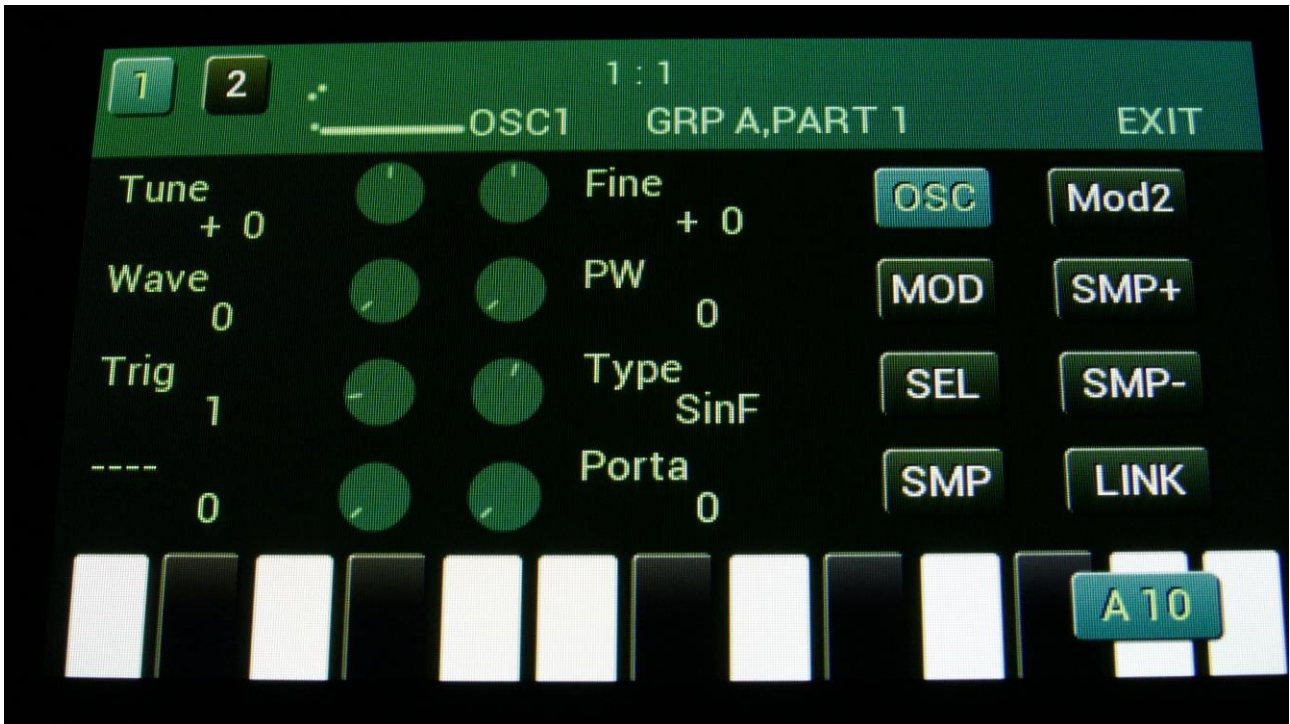 1 2 1 : 1
OSC1 GRP A,PART 1 EXIT
Tune Fine OSC Mod2
+ 0 + 0
Wave PW MOD SMP+
0 0
Trig Type SEL SMP-
1 SinF
---- Porta SMP LINK
0 0
A 10